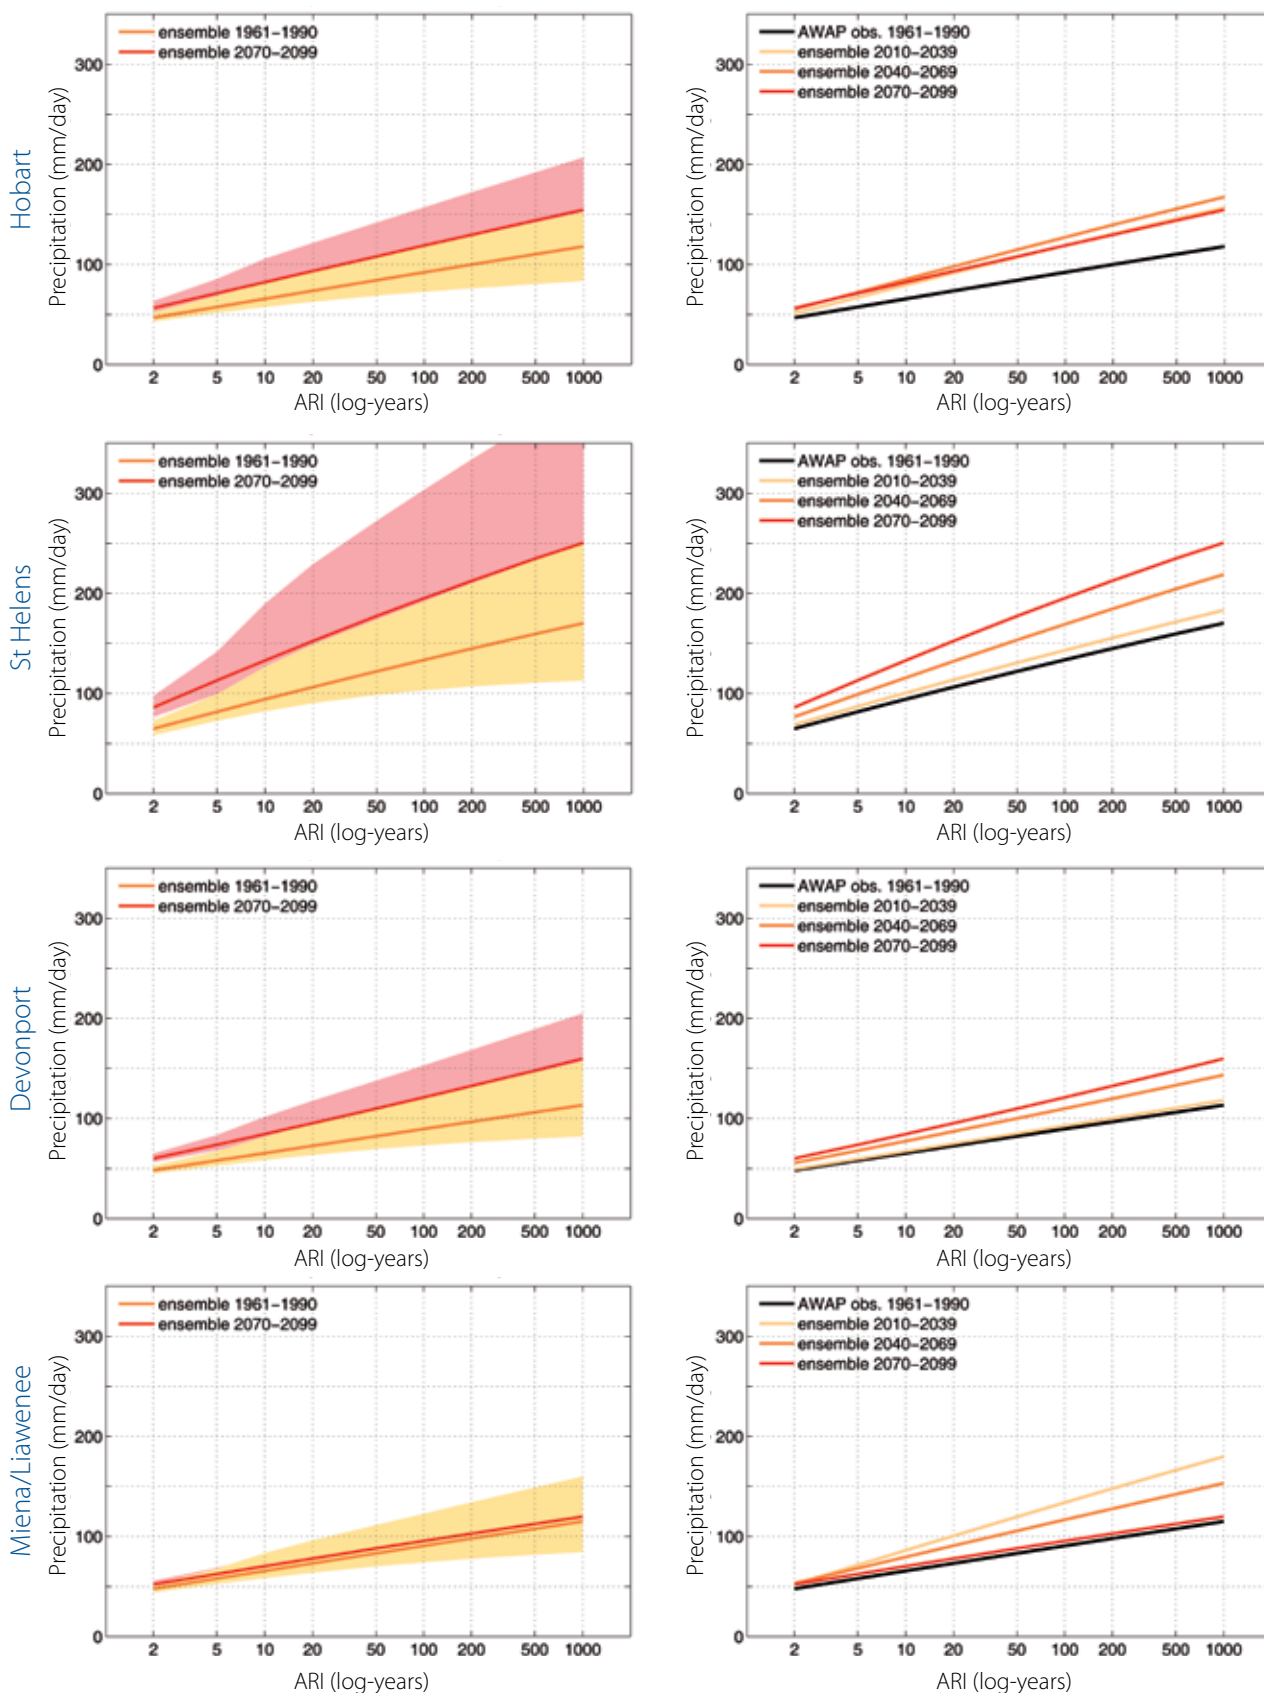 Hobart
Precipitation (mm/day)
ensemble 1961-1990
ensemble 2070-2099
300
200
100
0
2 5 10 20 50 100 200 500 1000
ARI (log-years)
Precipitation (mm/day)
AWAP obs. 1961-1990
ensemble 2010-2039
ensemble 2040-2069
ensemble 2070-2099
300
200
100
0
2 5 10 20 50 100 200 500 1000
ARI (log-years)
St Helens
Precipitation (mm/day)
ensemble 1961-1990
ensemble 2070-2099
300
200
100
0
2 5 10 20 50 100 200 500 1000
ARI (log-years)
Precipitation (mm/day)
AWAP obs. 1961-1990
ensemble 2010-2039
ensemble 2040-2069
ensemble 2070-2099
300
200
100
0
2 5 10 20 50 100 200 500 1000
ARI (log-years)
Devonport
Precipitation (mm/day)
ensemble 1961-1990
ensemble 2070-2099
300
200
100
0
2 5 10 20 50 100 200 500 1000
ARI (log-years)
Precipitation (mm/day)
AWAP obs. 1961-1990
ensemble 2010-2039
ensemble 2040-2069
ensemble 2070-2099
300
200
100
0
2 5 10 20 50 100 200 500 1000
ARI (log-years)
Miena/Liawenee
Precipitation (mm/day)
ensemble 1961-1990
ensemble 2070-2099
300
200
100
0
2 5 10 20 50 100 200 500 1000
ARI (log-years)
Precipitation (mm/day)
AWAP obs. 1961-1990
ensemble 2010-2039
ensemble 2040-2069
ensemble 2070-2099
300
200
100
0
2 5 10 20 50 100 200 500 1000
ARI (log-years)